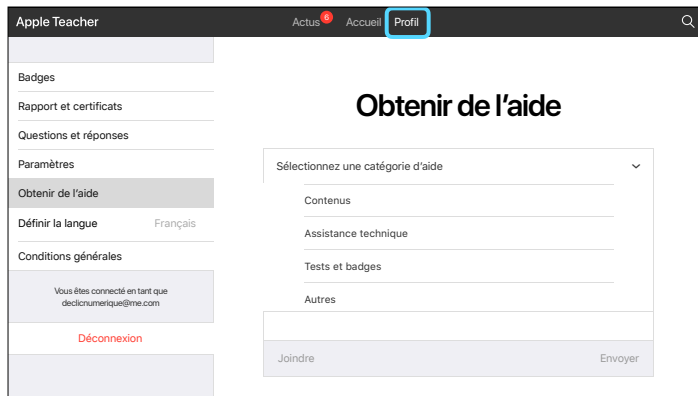 Apple Teacher
Actus 6 Accueil Profil
Badges
Rapport et certificats
Questions et réponses
Paramètres
Obtenir de l'aide
Définir la langue Français
Conditions générales
Vous êtes connecté en tant que
declicnumerique@me.com
Déconnexion
Obtenir de l'aide
Sélectionnez une catégorie d'aide
Contenus
Assistance technique
Tests et badges
Autres
Joindre Envoyer